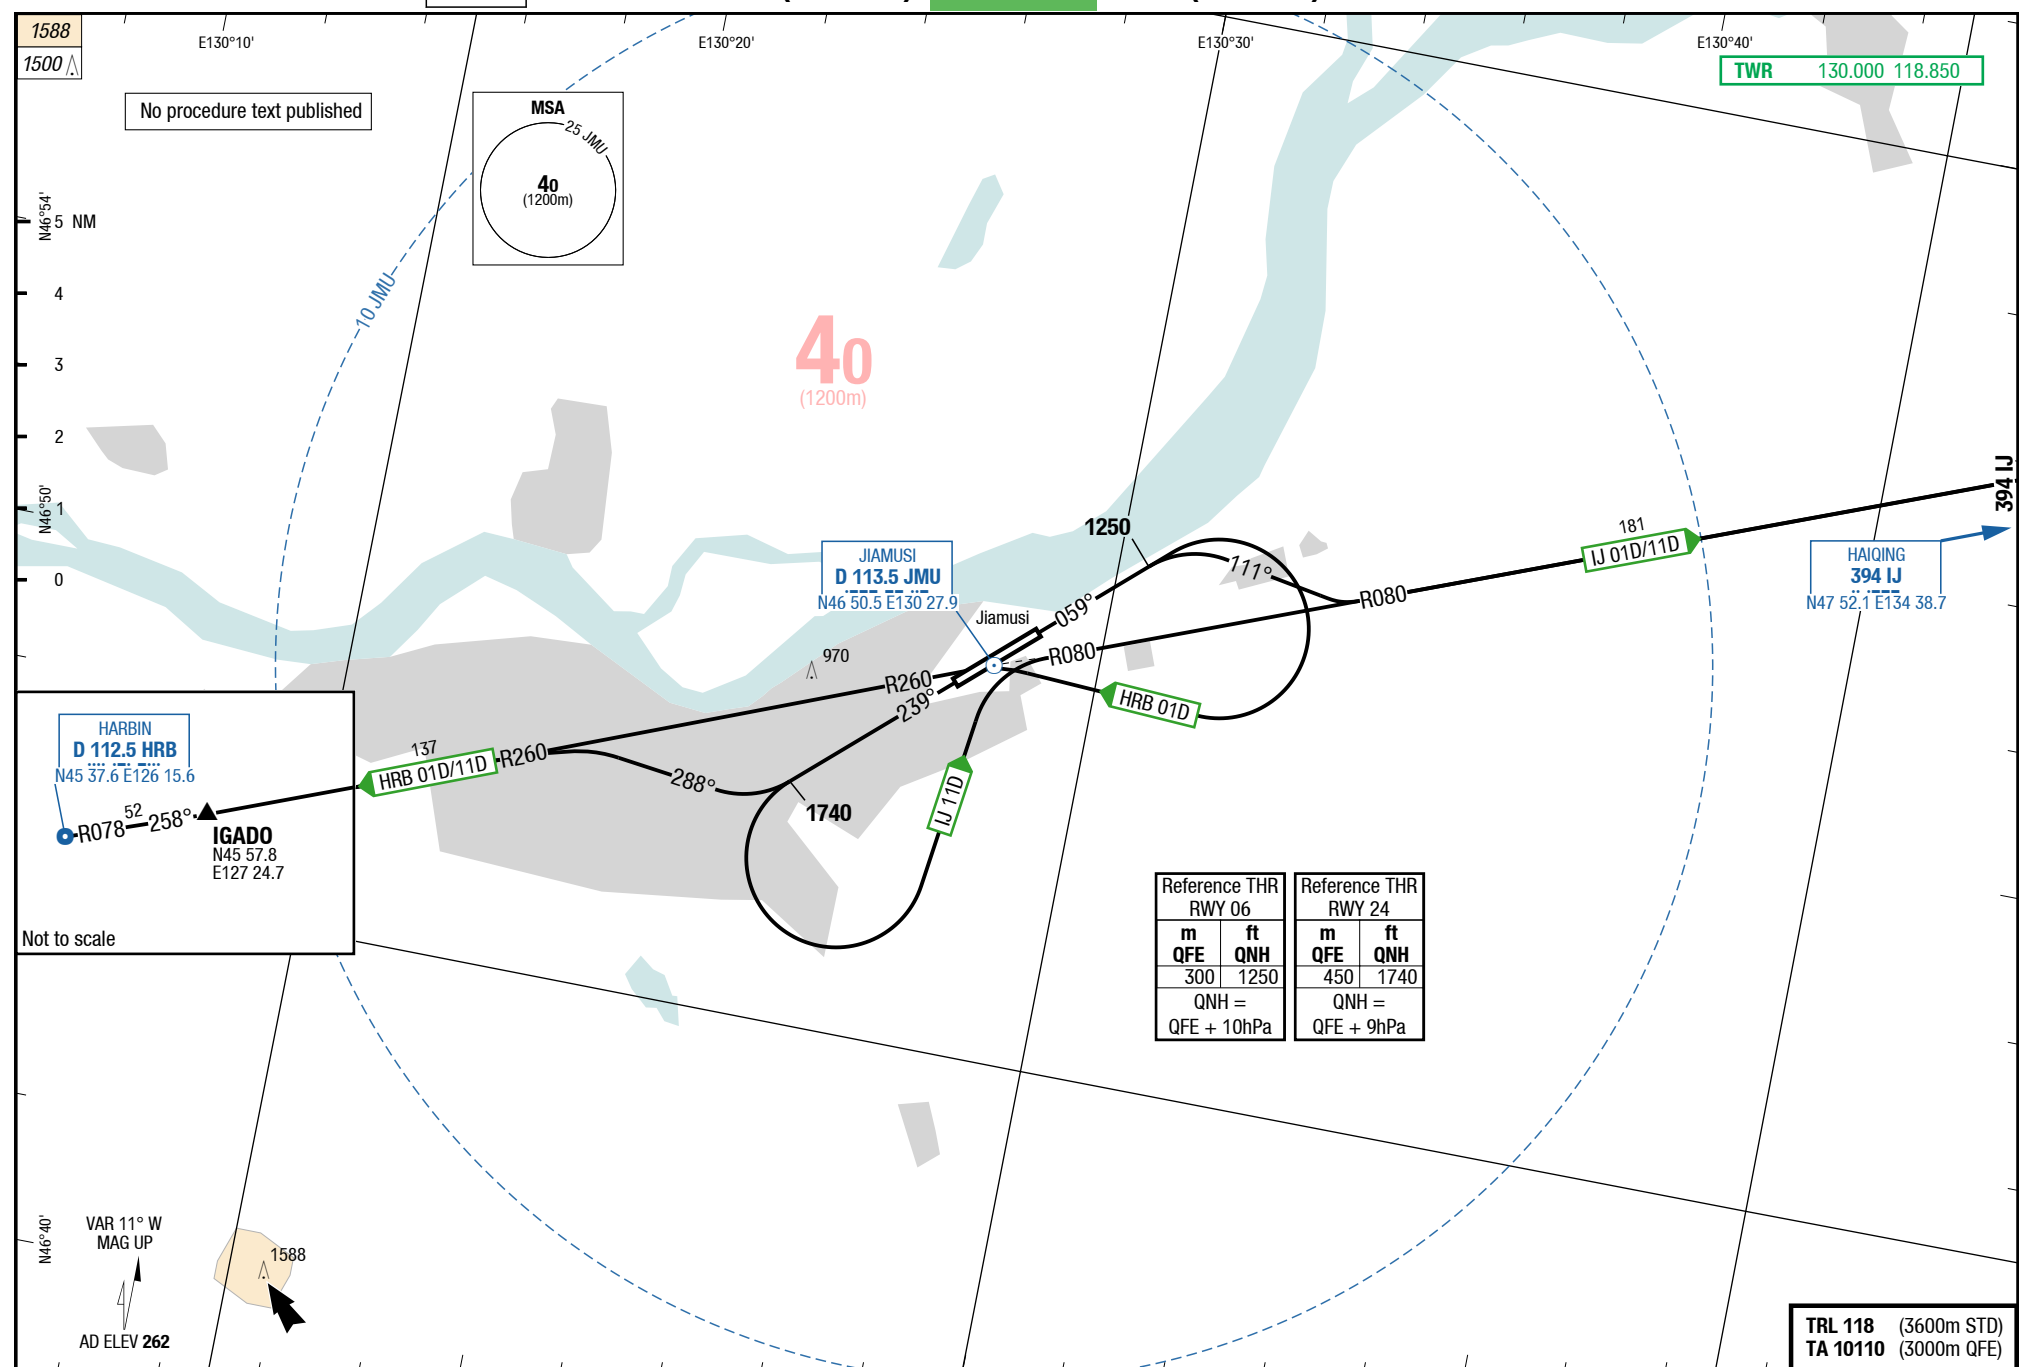 1588
1500
E130°10'
E130°20'
E130°30'
E130°40'
TWR 130.000 118.850
No procedure text published
MSA
25 JMU
40
(1200m)
N46°54'
5 NM
4
3
2
1
0
N46°50'
10 JMU
40
(1200m)
394 IJ
1250
181
IJ 01D/11D
HAIQING
394 IJ
N47 52.1 E134 38.7
JIAMUSI
D 113.5 JMU
N46 50.5 E130 27.9
Jiamusi
059°
111°
R080
R080
970
R260
239°
HRB 01D
HARBIN
D 112.5 HRB
N45 37.6 E126 15.6
137
HRB 01D/11D
R260
288°
1740
IJ 11D
52
R078
258°
IGADO
N45 57.8
E127 24.7
Not to scale
Reference THR
RWY 06
m ft
QFE QNH
300 1250
QNH =
QFE + 10hPa
Reference THR
RWY 24
m ft
QFE QNH
450 1740
QNH =
QFE + 9hPa
N46°40'
VAR 11° W
MAG UP
AD ELEV 262
1588
TRL 118 (3600m STD)
TA 10110 (3000m QFE)